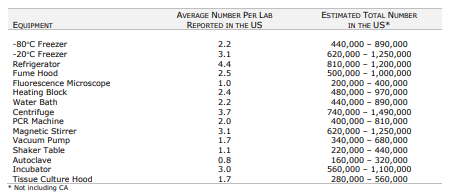 AVERAGE NUMBER PER LAB ESTIMATED TOTAL NUMBER
EQUIPMENT REPORTED IN THE US IN THE US*
-80°C Freezer 2.2 440,000 – 890,000
-20°C Freezer 3.1 620,000 – 1,250,000
Refrigerator 4.4 810,000 – 1,200,000
Fume Hood 2.5 500,000 – 1,000,000
Fluorescence Microscope 1.0 200,000 – 400,000
Heating Block 2.4 480,000 – 970,000
Water Bath 2.2 440,000 – 890,000
Centrifuge 3.7 740,000 – 1,490,000
PCR Machine 2.0 400,000 – 810,000
Magnetic Stirrer 3.1 620,000 – 1,250,000
Vacuum Pump 1.7 340,000 – 680,000
Shaker Table 1.1 220,000 – 440,000
Autoclave 0.8 160,000 – 320,000
Incubator 3.0 560,000 – 1,100,000
Tissue Culture Hood 1.7 280,000 – 560,000
* Not including CA